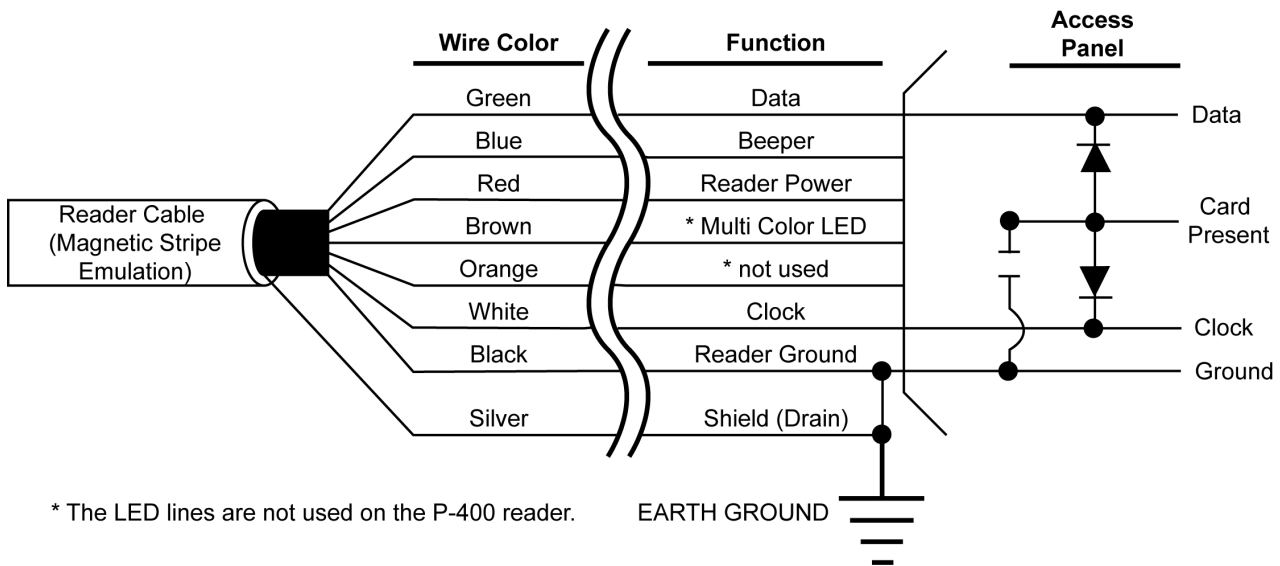 Wire Color
Function
Access
Panel
Green
Data
Data
Blue
Beeper
Red
Reader Power
Reader Cable
(Magnetic Stripe
Emulation)
Brown
* Multi Color LED
Card
Present
Orange
* not used
White
Clock
Clock
Black
Reader Ground
Ground
Silver
Shield (Drain)
* The LED lines are not used on the P-400 reader.
EARTH GROUND